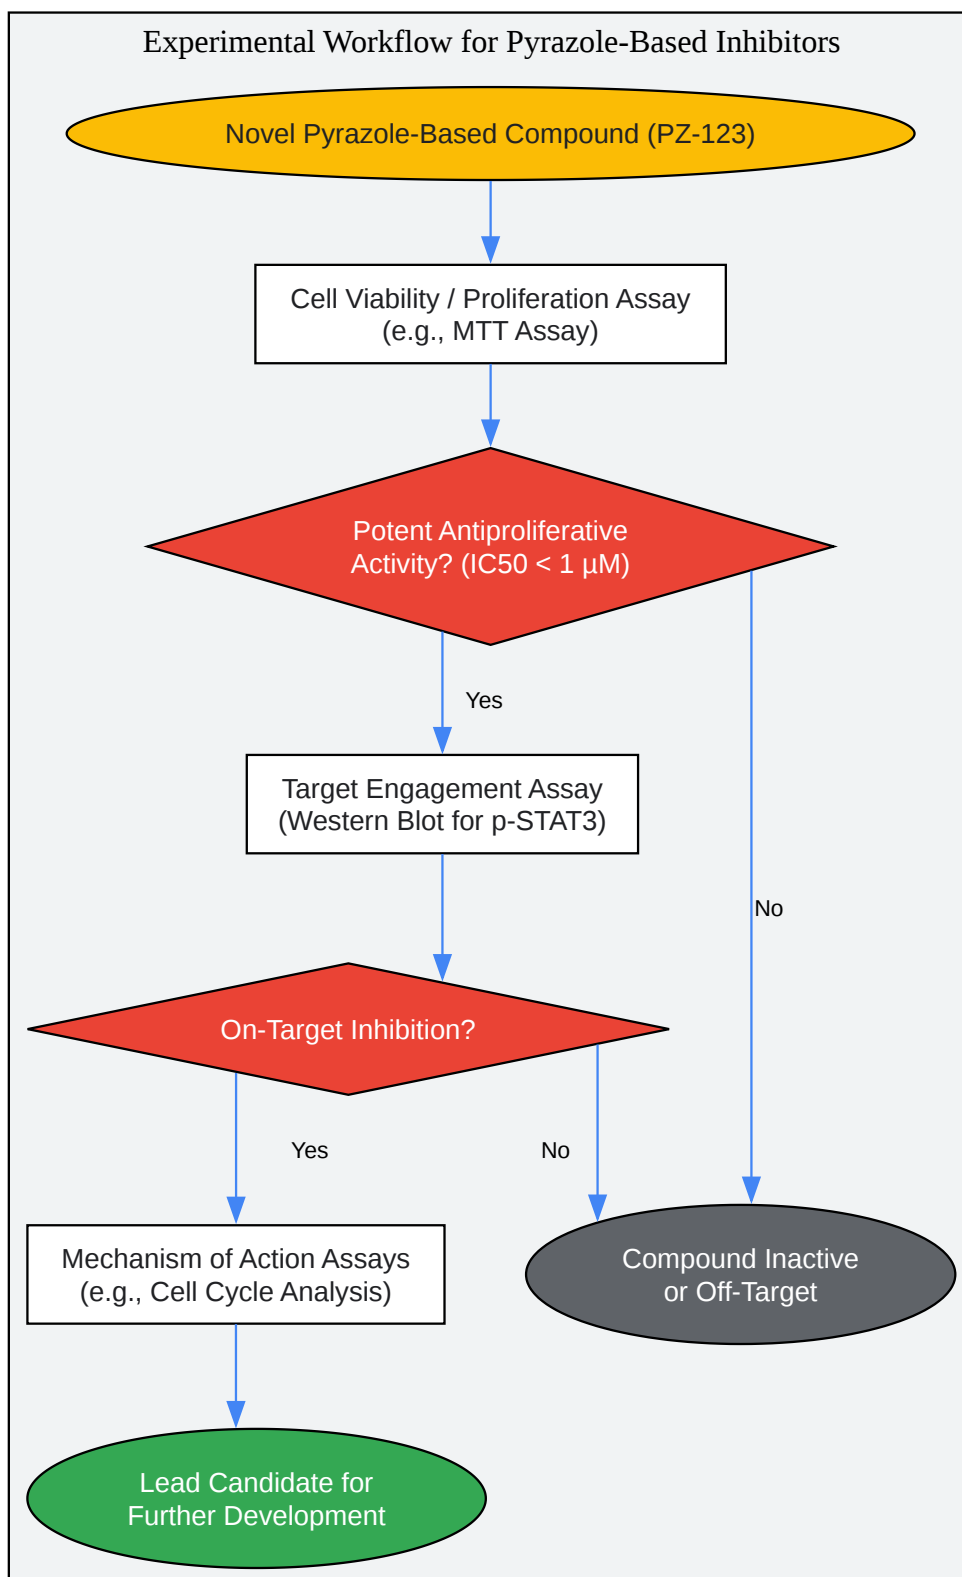 Experimental Workflow for Pyrazole-Based Inhibitors
Novel Pyrazole-Based Compound (PZ-123)
Cell Viability / Proliferation Assay
(e.g., MTT Assay)
Potent Antiproliferative
Activity? (IC50 < 1 µM)
Yes
Target Engagement Assay
(Western Blot for p-STAT3)
No
On-Target Inhibition?
Yes
No
Mechanism of Action Assays
(e.g., Cell Cycle Analysis)
Compound Inactive
or Off-Target
Lead Candidate for
Further Development